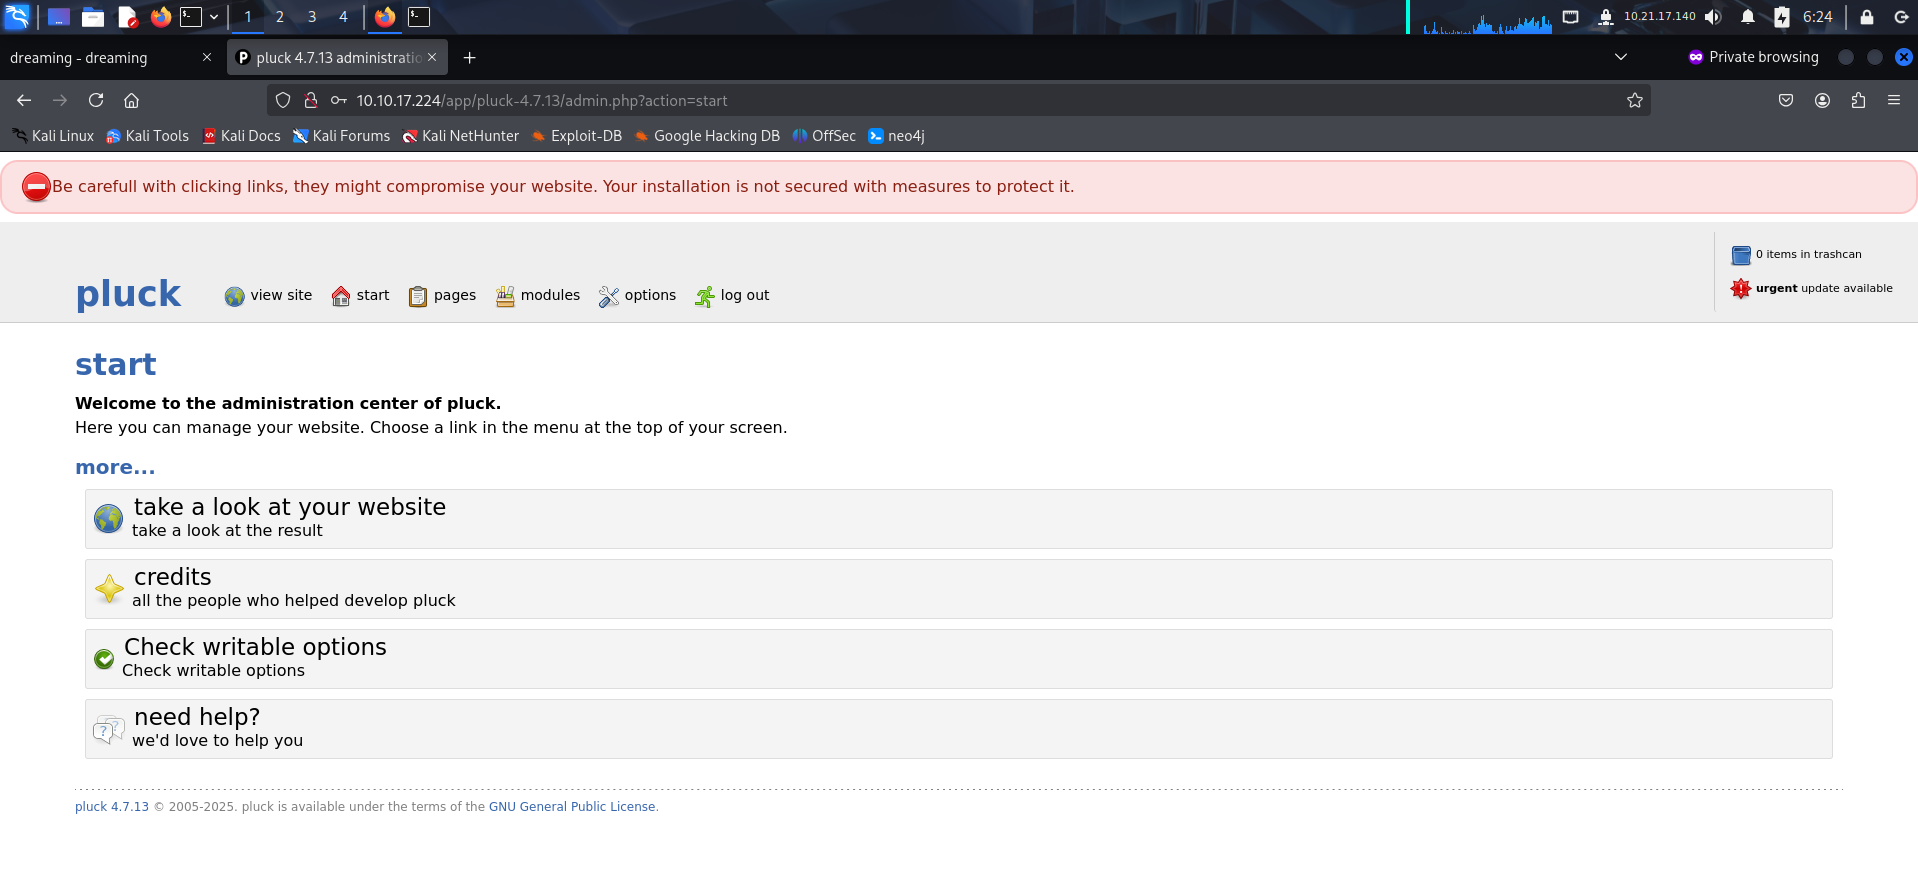 1 2 3 4
10.21.17.140
6:24
dreaming - dreaming
pluck 4.7.13 administratio
Private browsing
10.10.17.224/app/pluck-4.7.13/admin.php?action=start
Kali Linux Kali Tools Kali Docs Kali Forums Kali NetHunter Exploit-DB Google Hacking DB OffSec neo4j
Be carefull with clicking links, they might compromise your website. Your installation is not secured with measures to protect it.
0 items in trashcan
urgent update available
pluck
view site start pages modules options log out
start
Welcome to the administration center of pluck.
Here you can manage your website. Choose a link in the menu at the top of your screen.
more...
take a look at your website
take a look at the result
credits
all the people who helped develop pluck
Check writable options
Check writable options
need help?
we'd love to help you
pluck 4.7.13 © 2005-2025. pluck is available under the terms of the GNU General Public License.